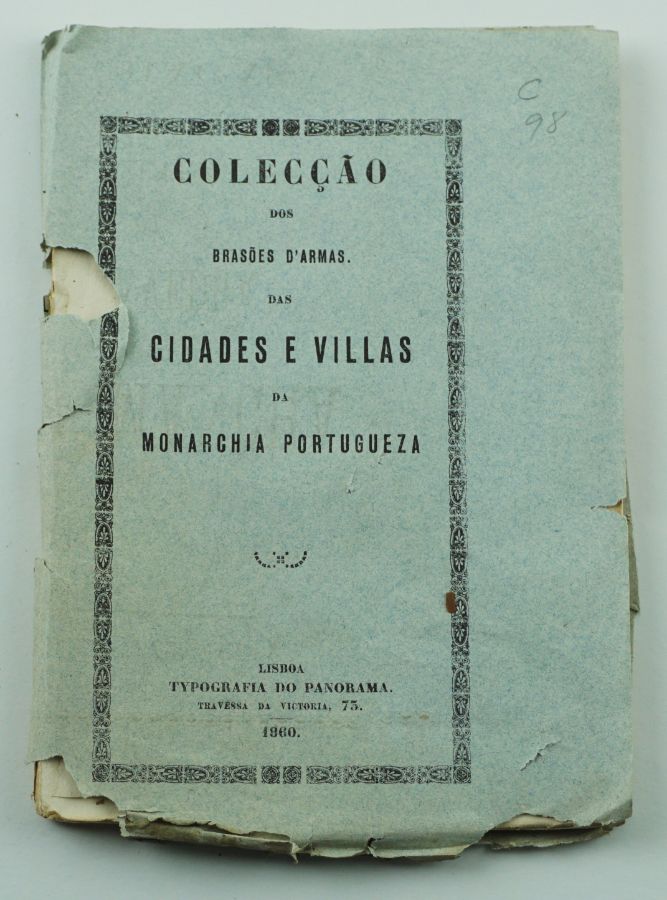 C
98
COLECÇÃO
DOS
BRASÕES D'ARMAS.
DAS
CIDADES E VILLAS
DA
MONARCHIA PORTUGUEZA
LISBOA
TYPOGRAFIA DO PANORAMA.
TRAVESSA DA VICTORIA, 73.
1860.